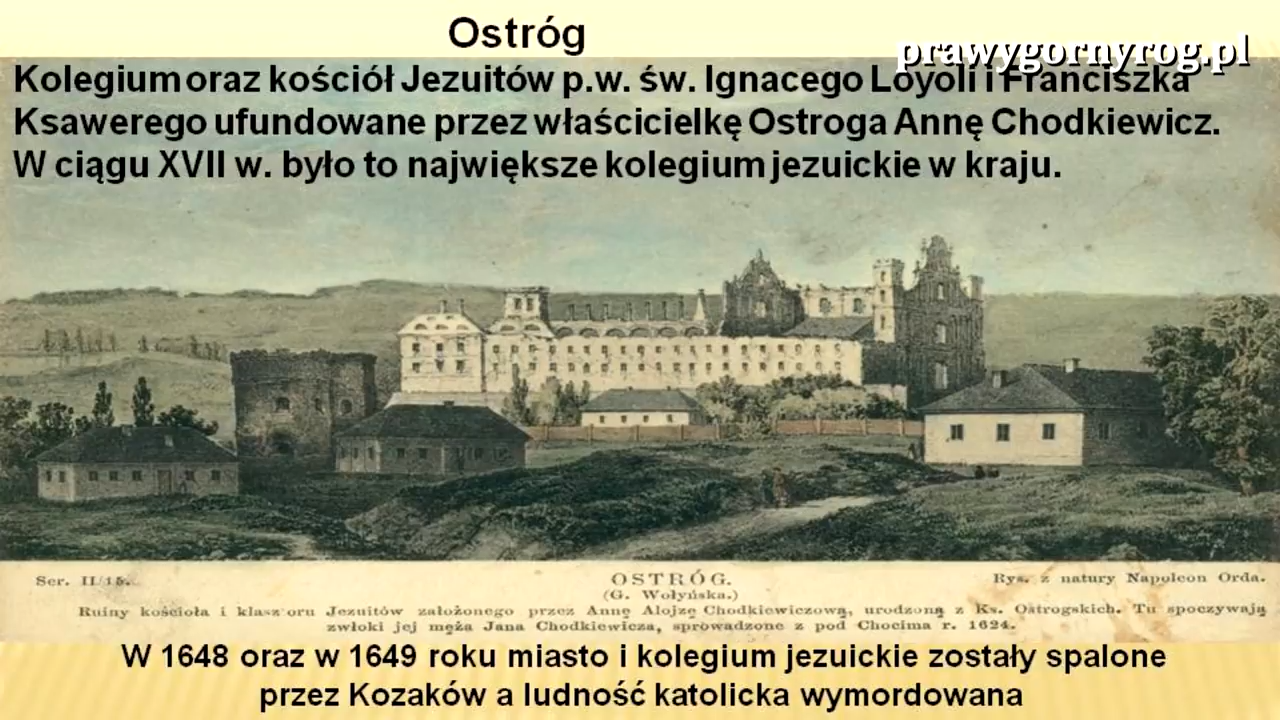 Ostróg
prawygornyrog.pl
Kolegium oraz kościół Jezuitów p.w. św. Ignacego Loyoli i Franciszka
Ksawerego ufundowane przez właścicielkę Ostroga Annę Chodkiewicz.
W ciągu XVII w. było to największe kolegium jezuickie w kraju.
Ser. II/15.
OSTRÓG.
Rys. z natury Napoleon Orda.
(G. Wołyńska.)
Ruiny kościoła i klasztoru Jezuitów założonego przez Annę Alojzę Chodkiewiczową, urodzoną z Ks. Ostrogskich. Tu spoczywają
zwłoki jej męża Jana Chodkiewicza, sprowadzone z pod Chocima r. 1624.
W 1648 oraz w 1649 roku miasto i kolegium jezuickie zostały spalone
przez Kozaków a ludność katolicka wymordowana